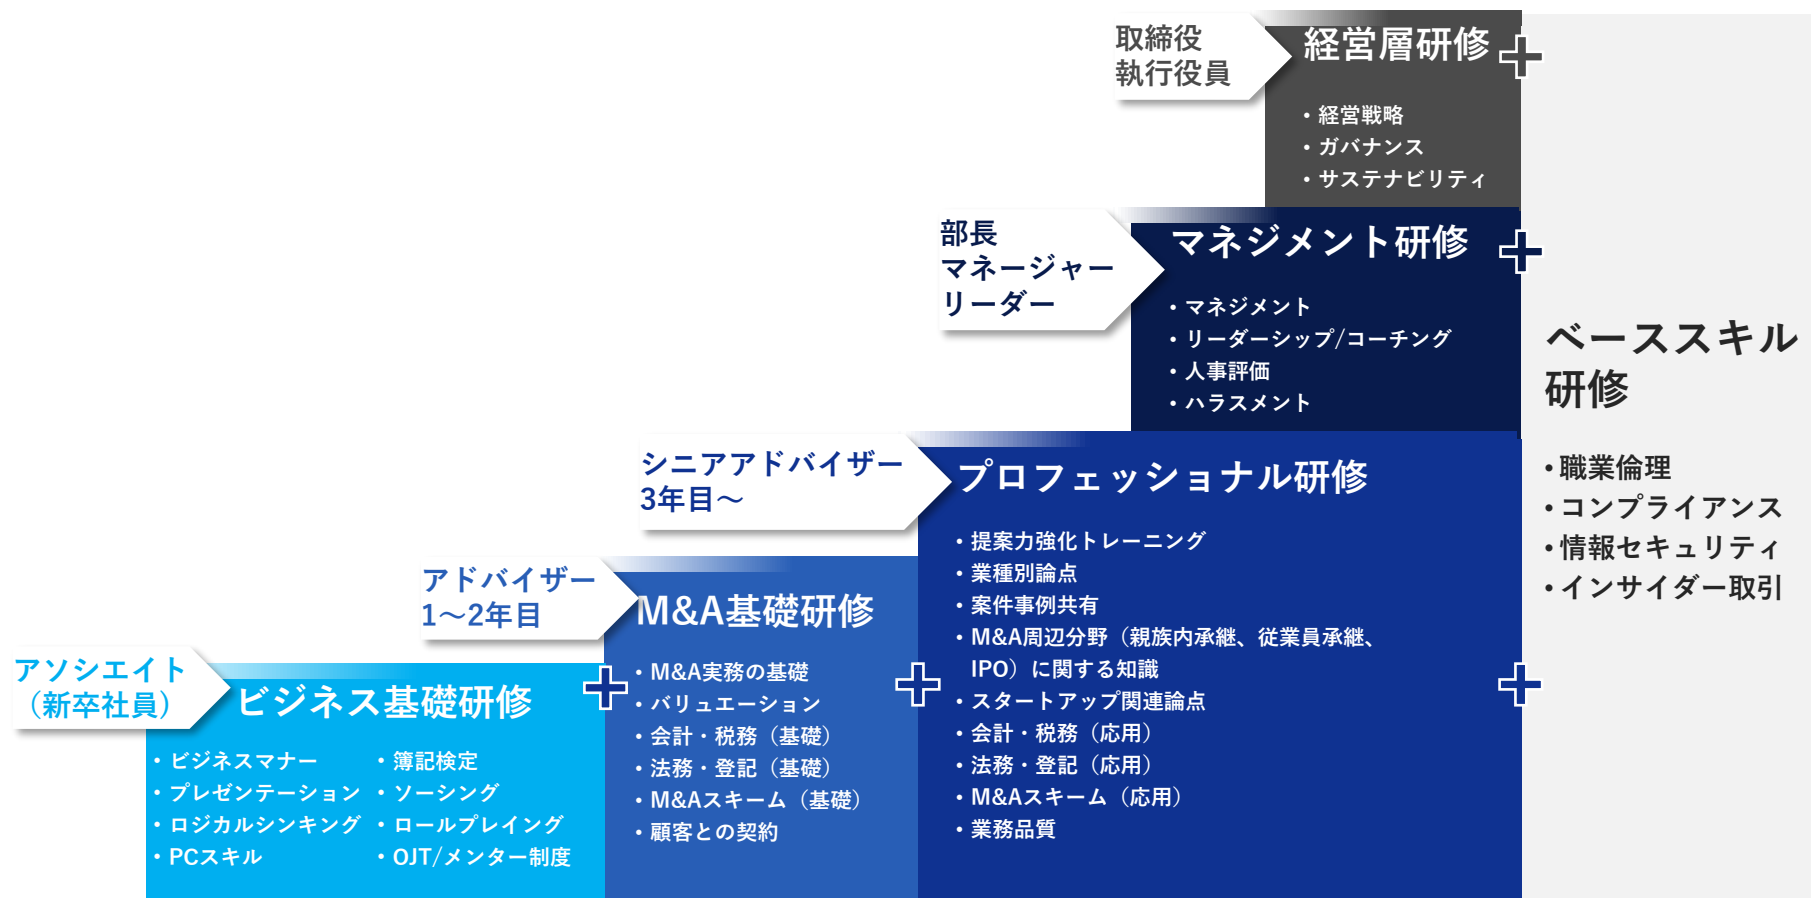 取締役
執行役員
経営層研修
・経営戦略
・ガバナンス
・サステナビリティ
部長
マネージャー
リーダー
マネジメント研修
・マネジメント
・リーダーシップ/コーチング
・人事評価
・ハラスメント
シニアアドバイザー
3年目～
プロフェッショナル研修
・提案力強化トレーニング
・業種別論点
・案件事例共有
・M&A周辺分野（親族内承継、従業員承継、
IPO）に関する知識
・スタートアップ関連論点
・会計・税務（応用）
・法務・登記（応用）
・M&Aスキーム（応用）
・業務品質
アドバイザー
1～2年目
M&A基礎研修
・M&A実務の基礎
・バリュエーション
・会計・税務（基礎）
・法務・登記（基礎）
・M&Aスキーム（基礎）
・顧客との契約
アソシエイト
（新卒社員）
ビジネス基礎研修
・ビジネスマナー
・プレゼンテーション
・ロジカルシンキング
・PCスキル
・簿記検定
・ソーシング
・ロールプレイング
・OJT/メンター制度
ベーススキル
研修
・職業倫理
・コンプライアンス
・情報セキュリティ
・インサイダー取引